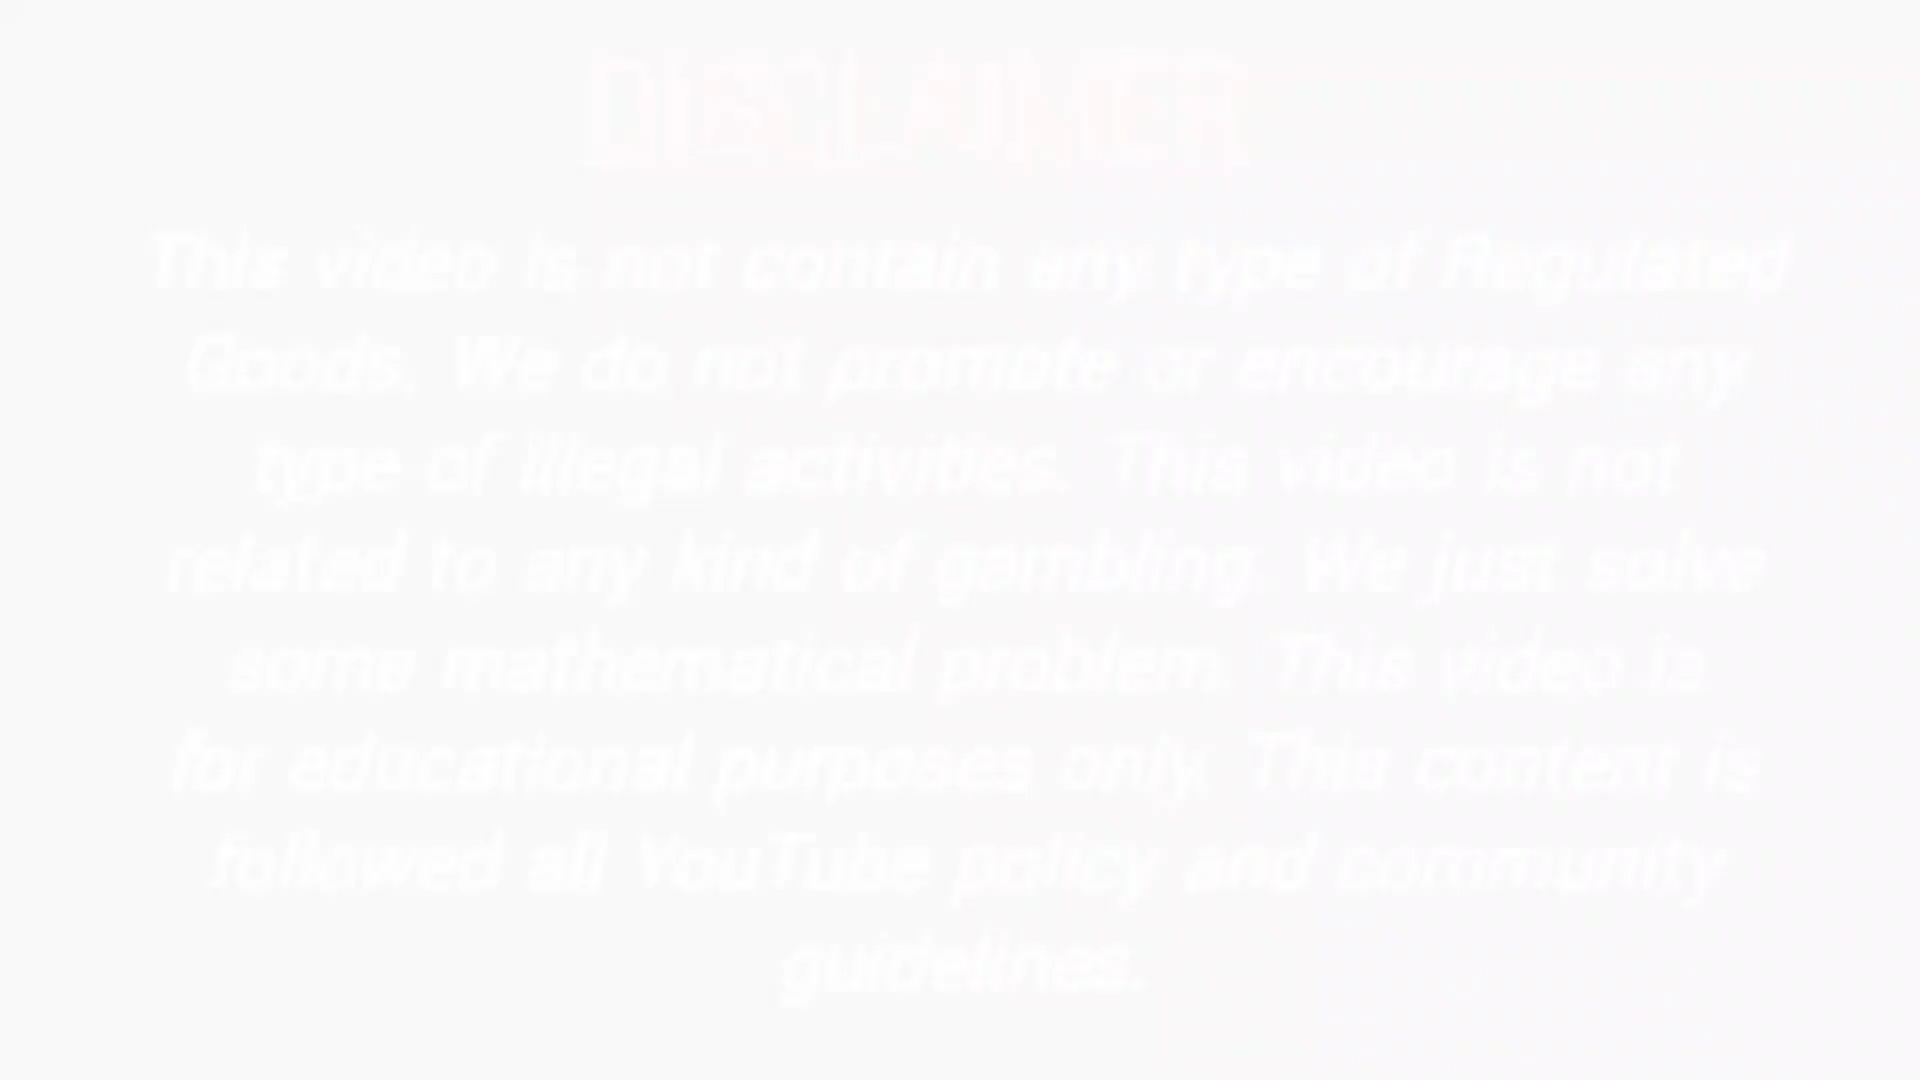 DISCLAIMER
This video is not contain any type of Regulated
Goods. We do not promote or encourage any
type of illegal activities. This video is not
related to any kind of gambling. We just solve
some mathematical problem. This video is
for educational purposes only. This content is
followed all YouTube policy and community
guidelines.